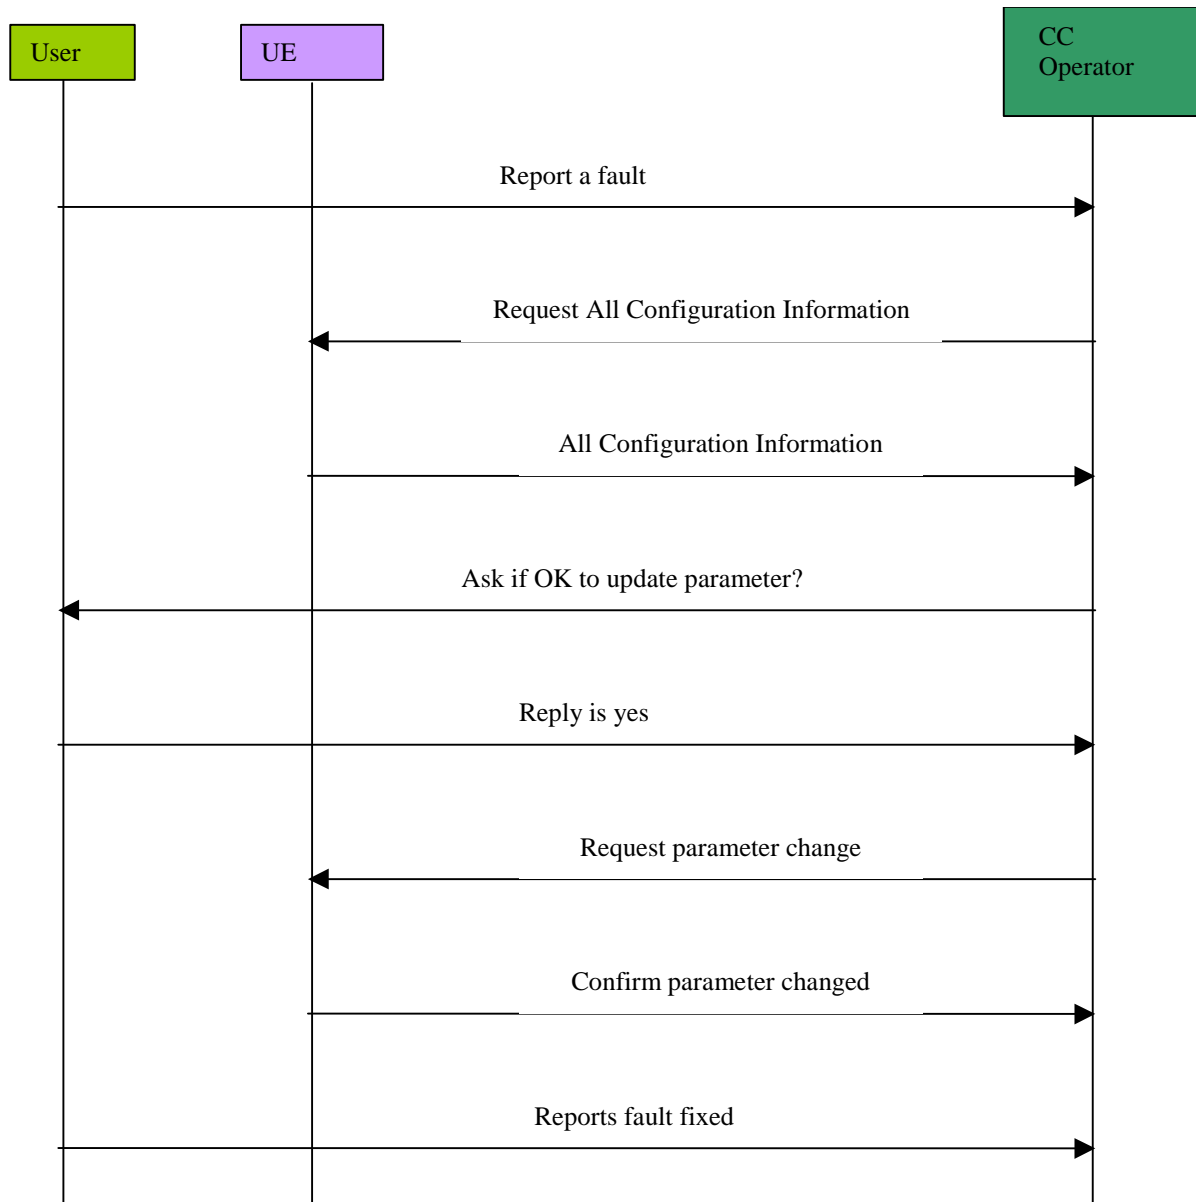 User
UE
CC
Operator
Report a fault
Request All Configuration Information
All Configuration Information
Ask if OK to update parameter?
Reply is yes
Request parameter change
Confirm parameter changed
Reports fault fixed